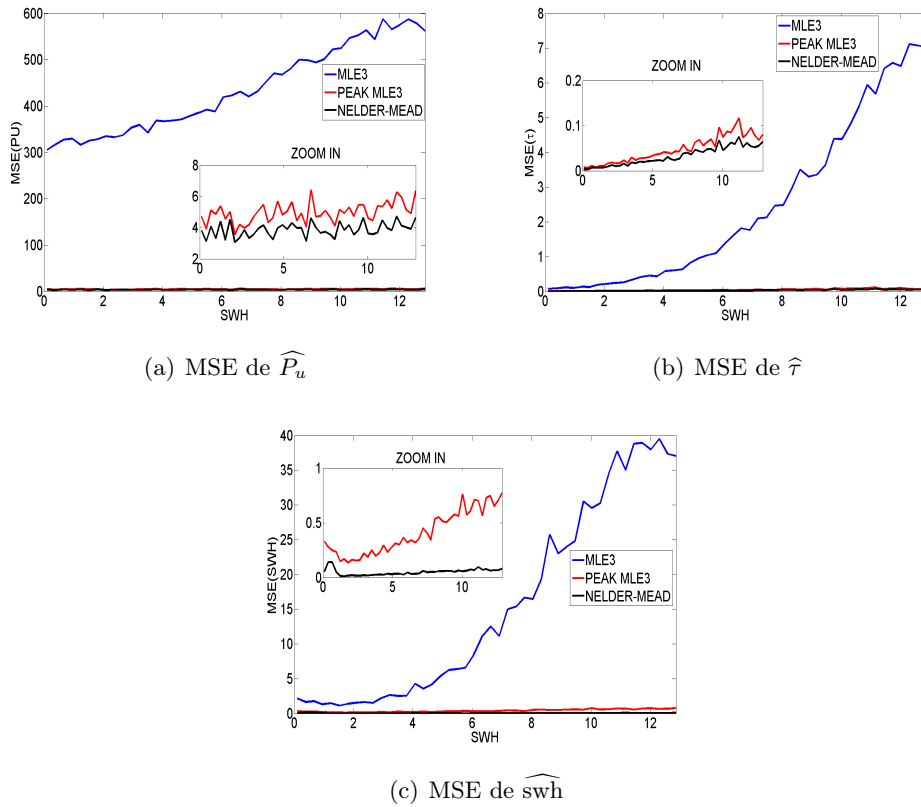 600
500
400
300
200
100
0
MSE(PU)
MLE3
PEAK MLE3
NELDER-MEAD
ZOOM IN
8
6
4
2
0 5 10
0 2 4 6 8 10 12
SWH
(a) MSE de \widehat{P_u}
8
7
6
5
4
3
2
1
0
MSE(τ)
MLE3
PEAK MLE3
NELDER-MEAD
ZOOM IN
0.2
0.1
0
0 5 10
0 2 4 6 8 10 12
SWH
(b) MSE de \widehat{τ}
40
35
30
25
20
15
10
5
0
MSE(SWH)
ZOOM IN
1
0.5
0
0 5 10
MLE3
PEAK MLE3
NELDER-MEAD
0 2 4 6 8 10 12
SWH
(c) MSE de \widehat{swh}